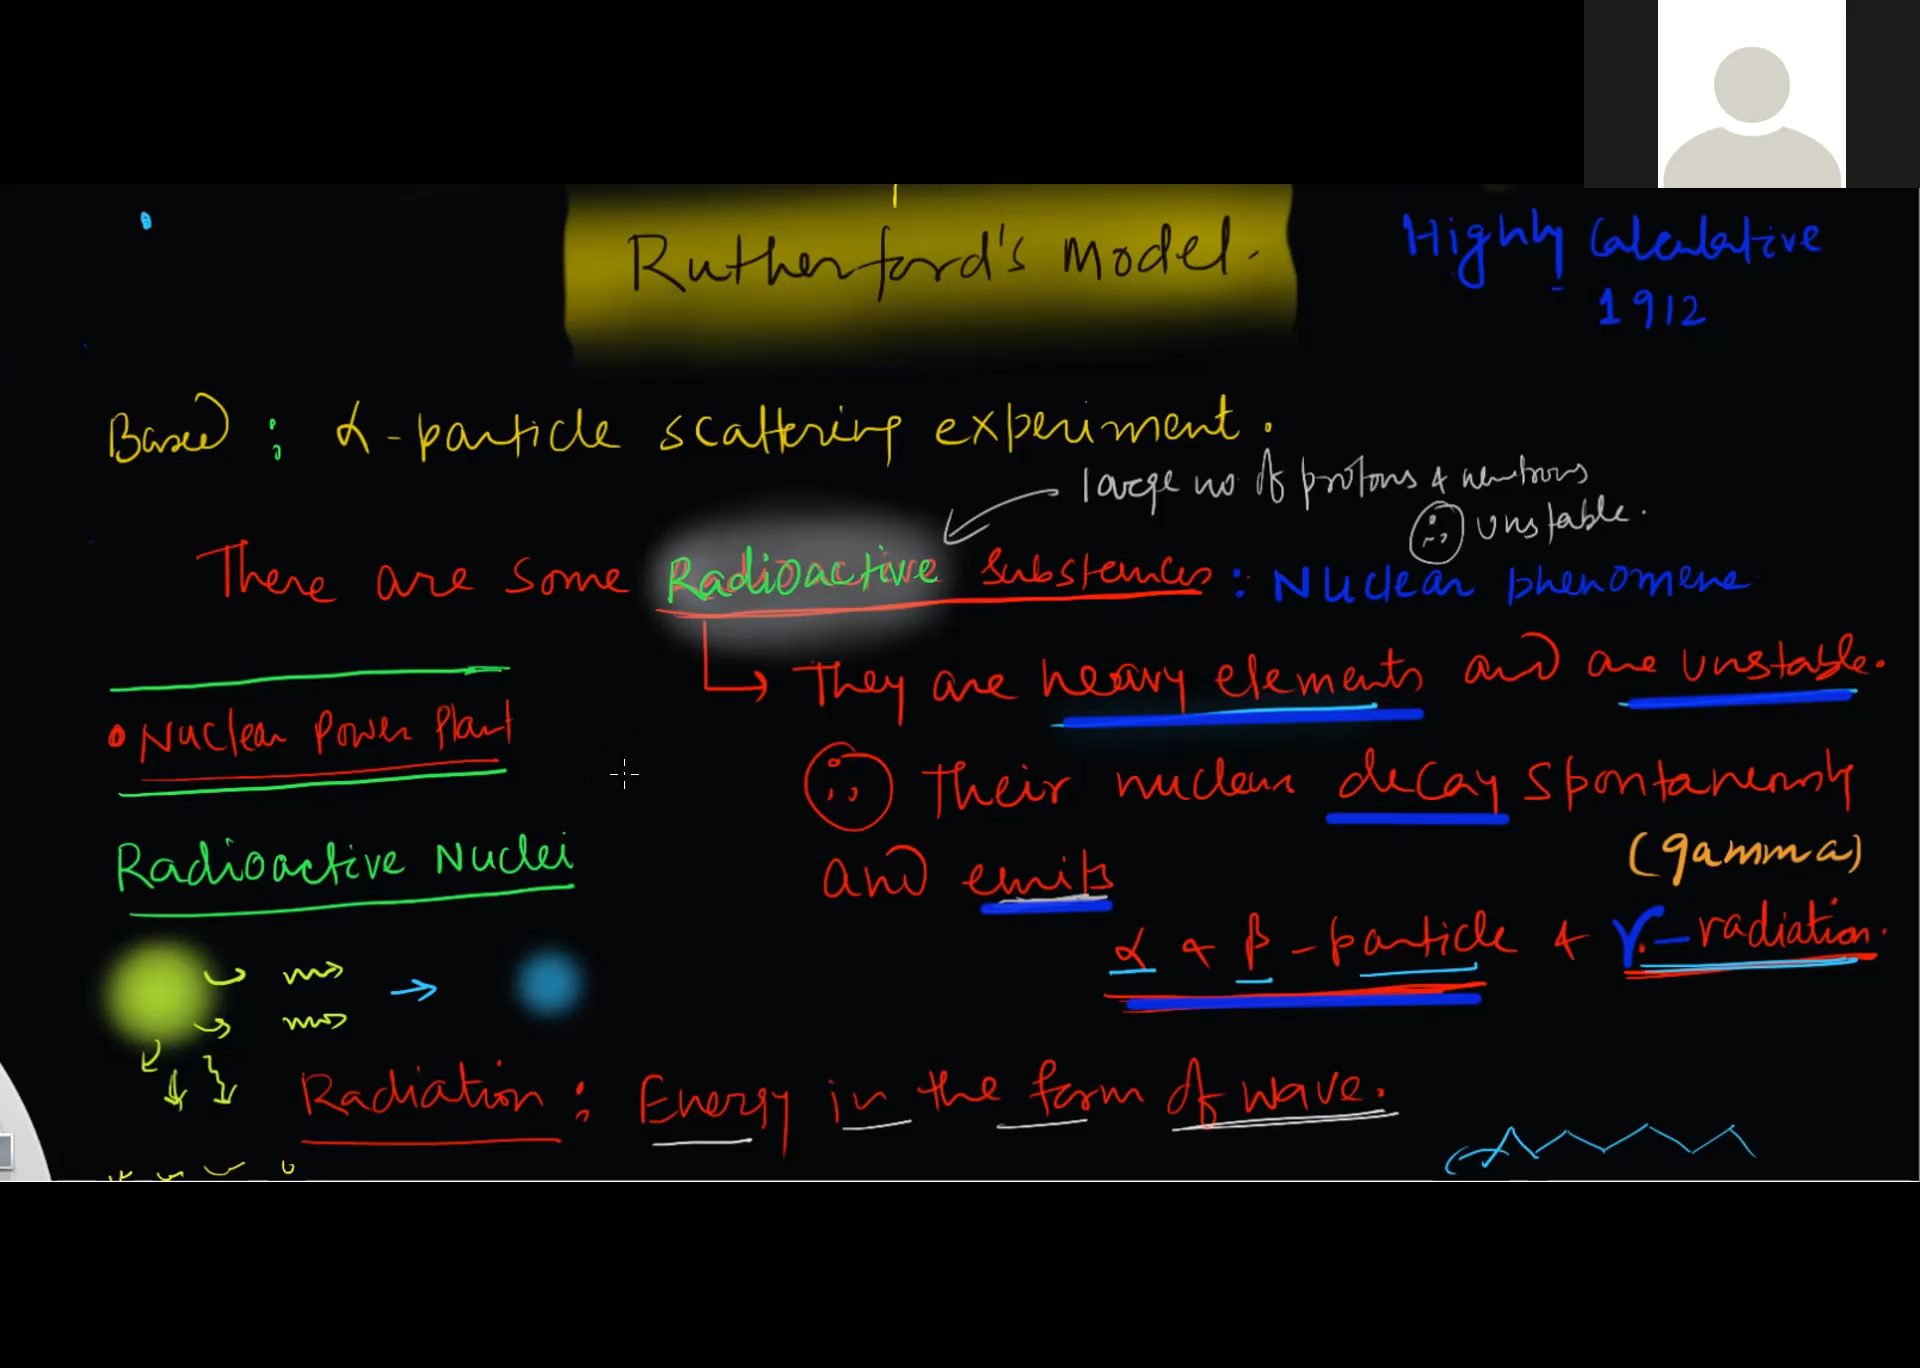 Rutherford's Model.
Highly Calculative
1912
Based : α-particle scattering experiment.
large no of protons & neutrons
unstable.
There are some Radioactive Substances : Nuclear phenomena
They are heavy elements and are unstable.
• Nuclear Power Plant
Their nucleus decay spontaneously
Radioactive Nuclei
and emits
(gamma)
α & β - particle & γ - radiation.
Radiation : Energy in the form of wave.